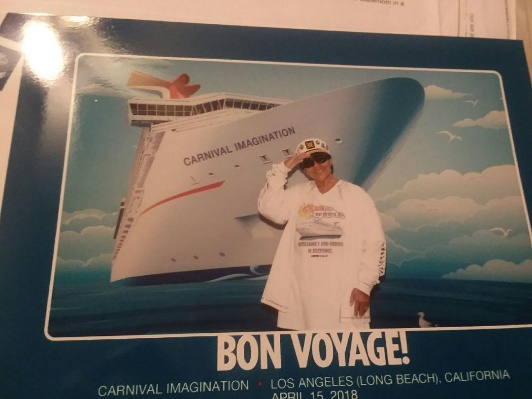 CARNIVAL IMAGINATION
BON VOYAGE!
CARNIVAL IMAGINATION • LOS ANGELES (LONG BEACH), CALIFORNIA
APRIL 15, 2018